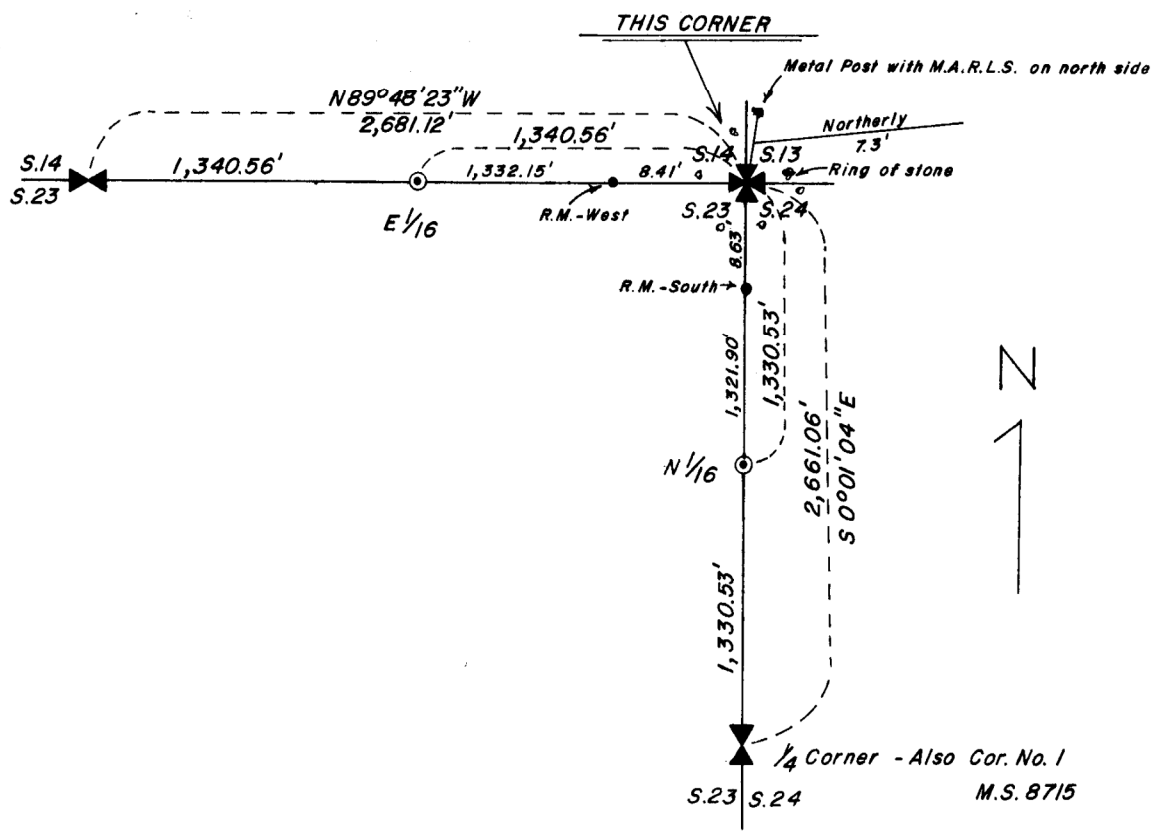 THIS CORNER
Metal Post with M.A.R.L.S. on north side
N89°48'23"W
2,681.12'
Northerly
7.3'
1,340.56'
S.14
S.13
S.14
1,340.56'
1,332.15'
8.41'
Ring of stone
S.23
R.M.-West
S.23
S.24
E 1/16
8.63'
R.M.-South
1,321.90'
1,330.53'
2,661.06'
S 0°01'04"E
N
N 1/16
1,330.53'
1/4 Corner - Also Cor. No. 1
M.S. 8715
S.23
S.24